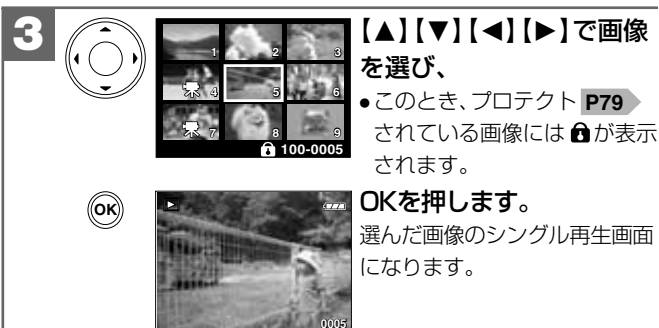 3
【▲】【▼】【◀】【▶】で画像
を選び、
●このとき、プロテクト P79
されている画像には が表示
されます。
1 2 3
4 5 6
7 8 9
100-0005
OK
OKを押します。
選んだ画像のシングル再生画面
になります。
0005